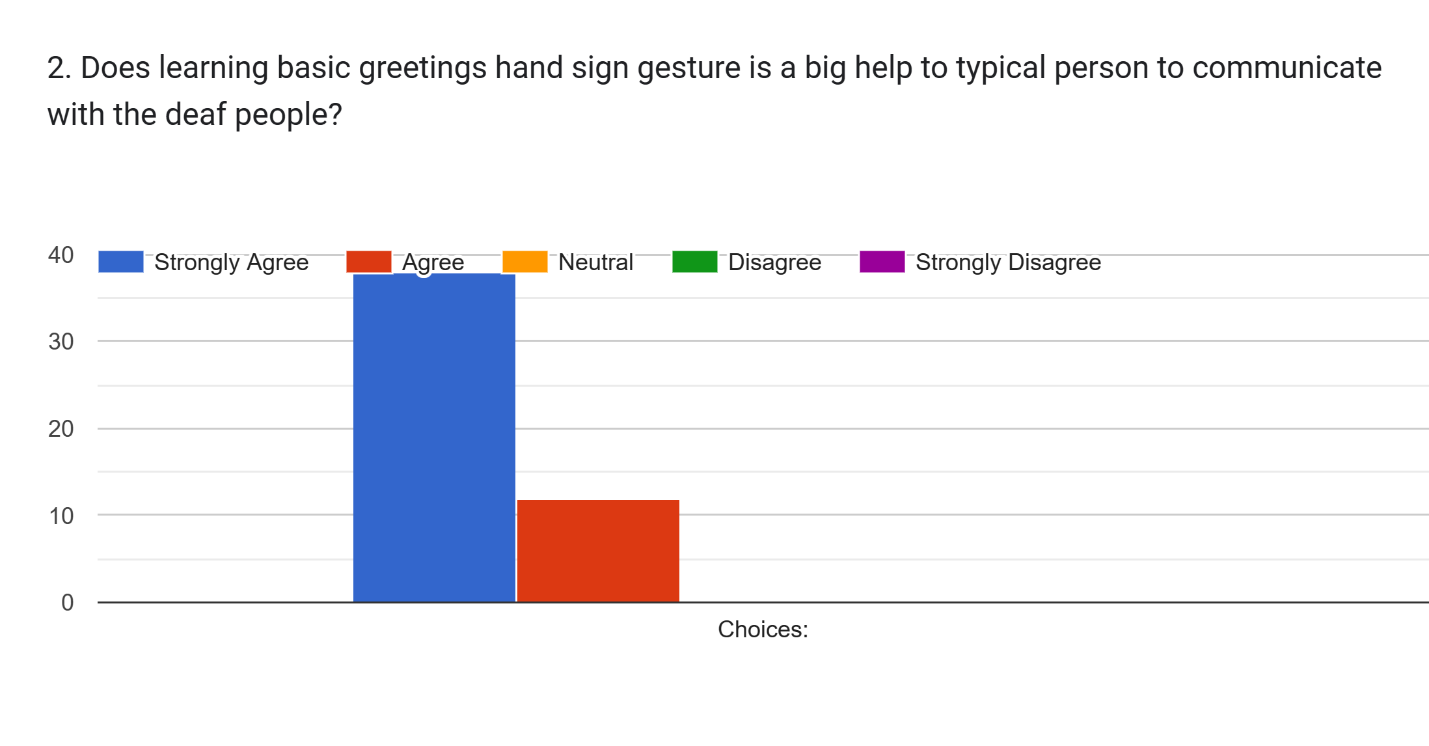 2. Does learning basic greetings hand sign gesture is a big help to typical person to communicate
with the deaf people?
40
Strongly Agree Agree Neutral Disagree Strongly Disagree
30
20
10
0
Choices: